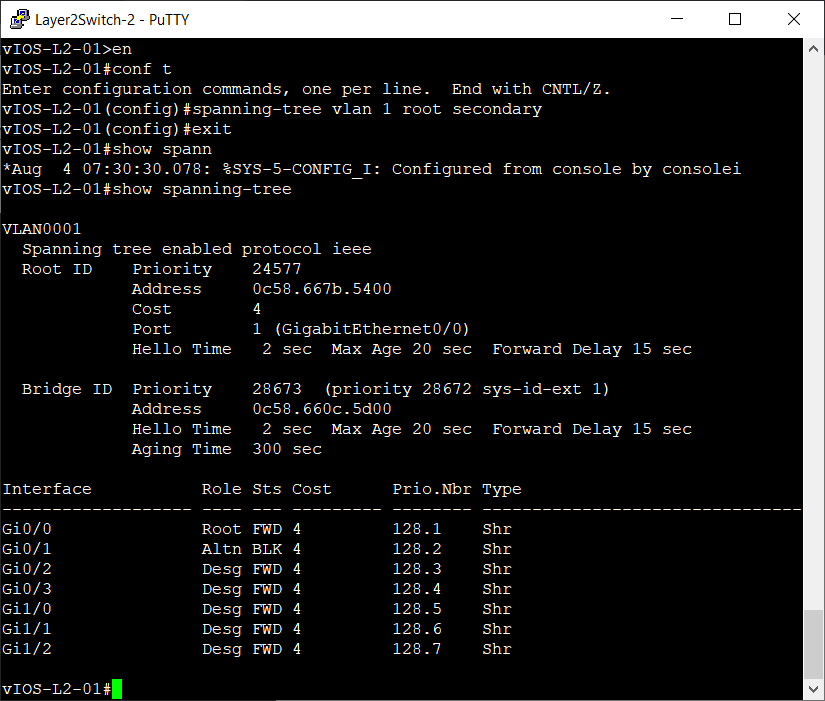 Layer2Switch-2 - PuTTY
vIOS-L2-01>en
vIOS-L2-01#conf t
Enter configuration commands, one per line.  End with CNTL/Z.
vIOS-L2-01(config)#spanning-tree vlan 1 root secondary
vIOS-L2-01(config)#exit
vIOS-L2-01#show spann
*Aug  4 07:30:30.078: %SYS-5-CONFIG_I: Configured from console by consolei
vIOS-L2-01#show spanning-tree

VLAN0001
  Spanning tree enabled protocol ieee
  Root ID    Priority    24577
             Address     0c58.667b.5400
             Cost        4
             Port        1 (GigabitEthernet0/0)
             Hello Time   2 sec  Max Age 20 sec  Forward Delay 15 sec

  Bridge ID  Priority    28673  (priority 28672 sys-id-ext 1)
             Address     0c58.660c.5d00
             Hello Time   2 sec  Max Age 20 sec  Forward Delay 15 sec
             Aging Time  300 sec

Interface           Role Sts Cost      Prio.Nbr Type
------------------- ---- --- --------- -------- --------------------------------
Gi0/0               Root FWD 4         128.1    Shr
Gi0/1               Altn BLK 4         128.2    Shr
Gi0/2               Desg FWD 4         128.3    Shr
Gi0/3               Desg FWD 4         128.4    Shr
Gi1/0               Desg FWD 4         128.5    Shr
Gi1/1               Desg FWD 4         128.6    Shr
Gi1/2               Desg FWD 4         128.7    Shr

vIOS-L2-01#